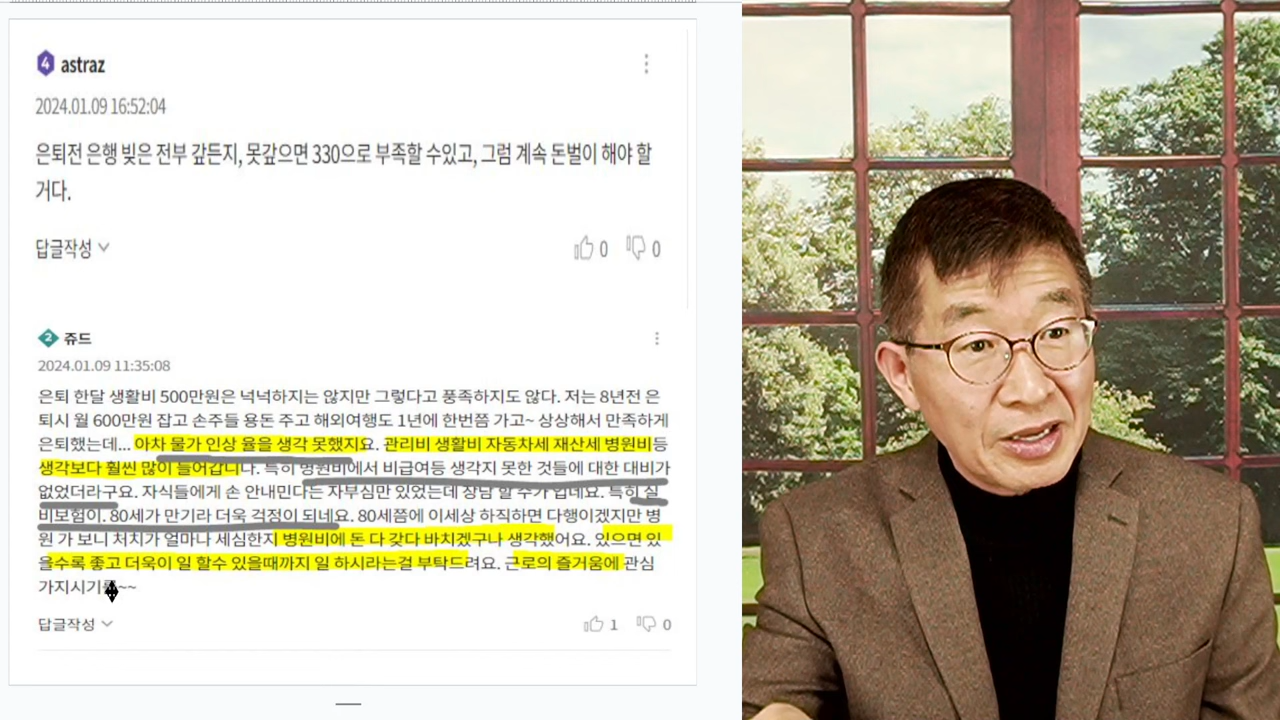 4 astraz
2024.01.09 16:52:04
은퇴전 은행 빚은 전부 갚든지, 못갚으면 330으로 부족할 수있고, 그럼 계속 돈벌이 해야 할
거다.
답글작성
0 0
2 쥬드
2024.01.09 11:35:08
은퇴 한달 생활비 500만원은 넉넉하지는 않지만 그렇다고 풍족하지도 않다. 저는 8년전 은
퇴시 월 600만원 잡고 손주들 용돈 주고 해외여행도 1년에 한번쯤 가고~ 상상해서 만족하게
은퇴했는데... 아차 물가 인상 율을 생각 못했지요. 관리비 생활비 자동차세 재산세 병원비등
생각보다 훨씬 많이 들어갑니다. 특히 병원비에서 비급여등 생각지 못한 것들에 대한 대비가
없었더라구요. 자식들에게 손 안내민다는 자부심만 있었는데 장담 할 수가 업네요. 특히 실
비보험이. 80세가 만기라 더욱 걱정이 되네요. 80세쯤에 이세상 하직하면 다행이겠지만 병
원 가 보니 처치가 얼마나 세심한지 병원비에 돈 다 갖다 바치겠구나 생각했어요. 있으면 있
을수록 좋고 더욱이 일 할수 있을때까지 일 하시라는걸 부탁드려요. 근로의 즐거움에 관심
가지시기를~~
답글작성
1 0